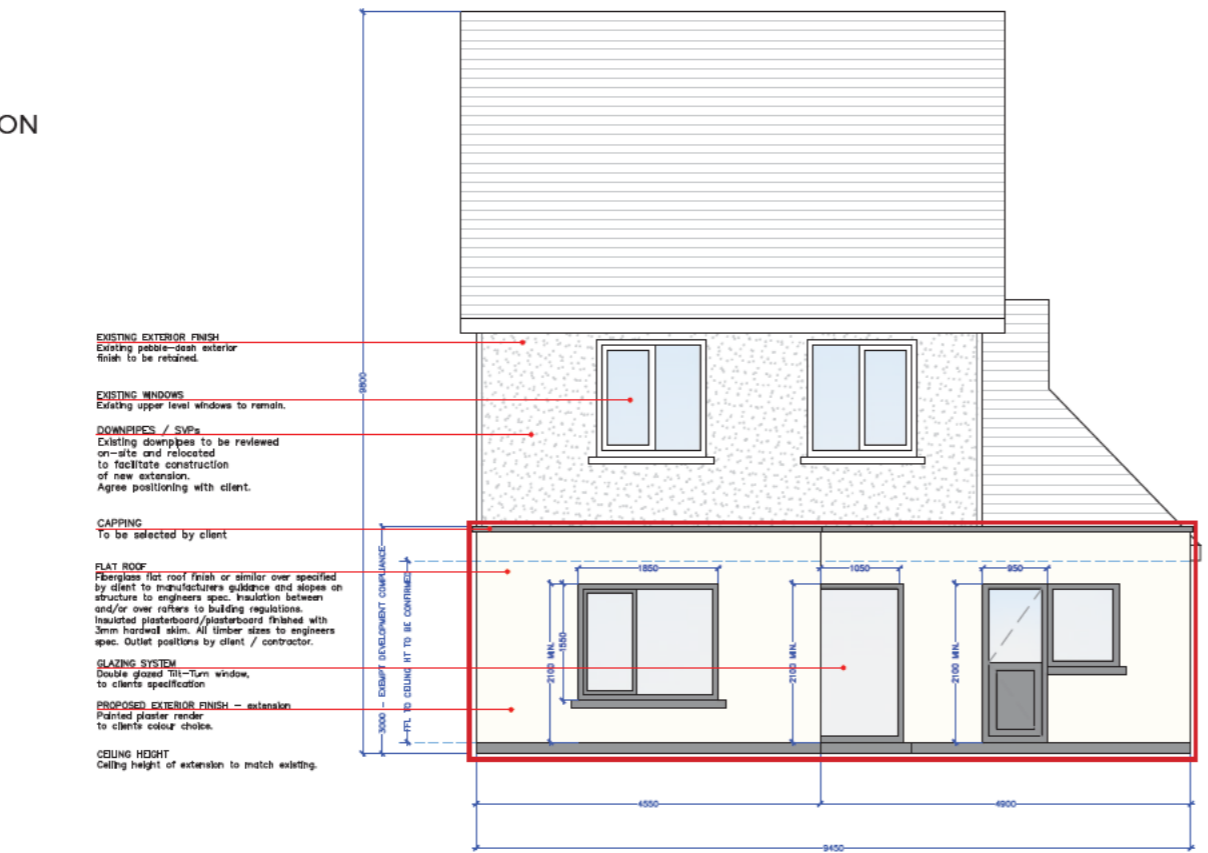 ON
EXISTING EXTERIOR FINISH
Existing pebble-dash exterior
finish to be retained.
EXISTING WINDOWS
Existing upper level windows to remain.
DOWNPIPES / SVPs
Existing downpipes to be reviewed
on-site and relocated
to facilitate construction
of new extension.
Agree positioning with client.
CAPPING
To be selected by client
FLAT ROOF
Fiberglass flat roof finish or similar over specified
by client to manufacturers guidance and slopes on
structure to engineers spec. Insulation between
and/or over rafters to building regulations.
Insulated plasterboard/plasterboard finished with
3mm hardwall skim. All timber sizes to engineers
spec. Outlet positions by client / contractor.
GLAZING SYSTEM
Double glazed Tilt-Turn window,
to clients specification
PROPOSED EXTERIOR FINISH - extension
Painted plaster render
to clients colour choice.
CEILING HEIGHT
Ceiling height of extension to match existing.
9800
3000 - EXEMPT DEVELOPMENT COMPLIANCE
FFL TO CEILING HT TO BE CONFIRMED
1850
1050
950
2100 MIN.
1550
2100 MIN.
2100 MIN.
4550
4900
9450